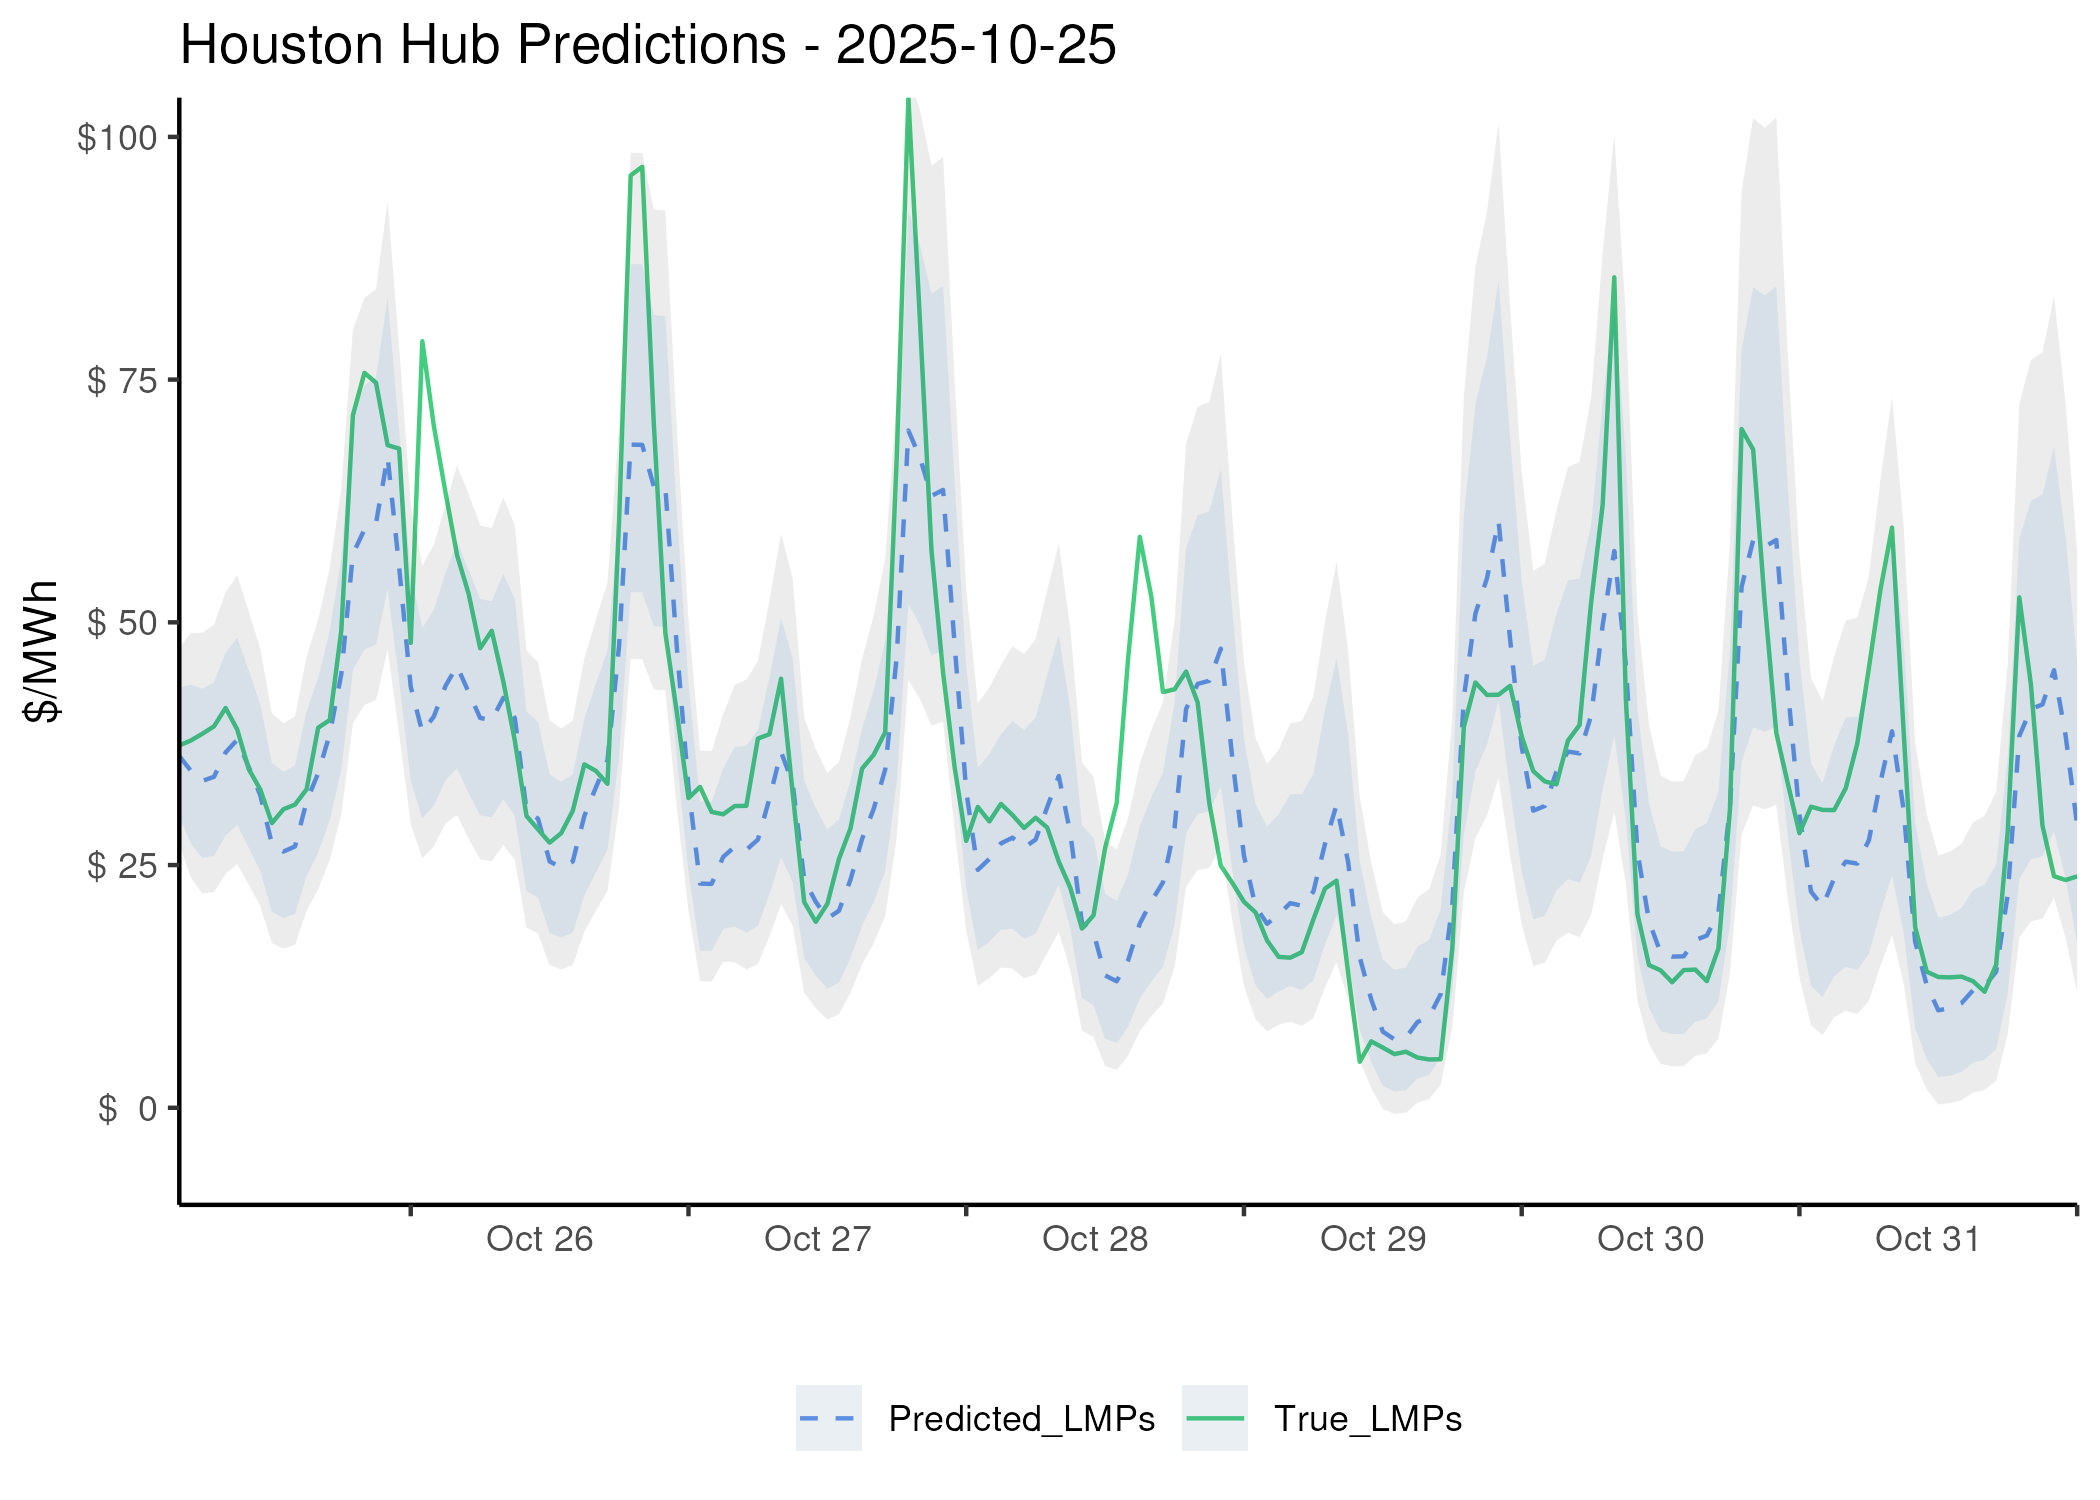 Houston Hub Predictions - 2025-10-25
$100
$ 75
$ 50
$ 25
$ 0
$/MWh
Oct 26
Oct 27
Oct 28
Oct 29
Oct 30
Oct 31
Predicted_LMPs
True_LMPs